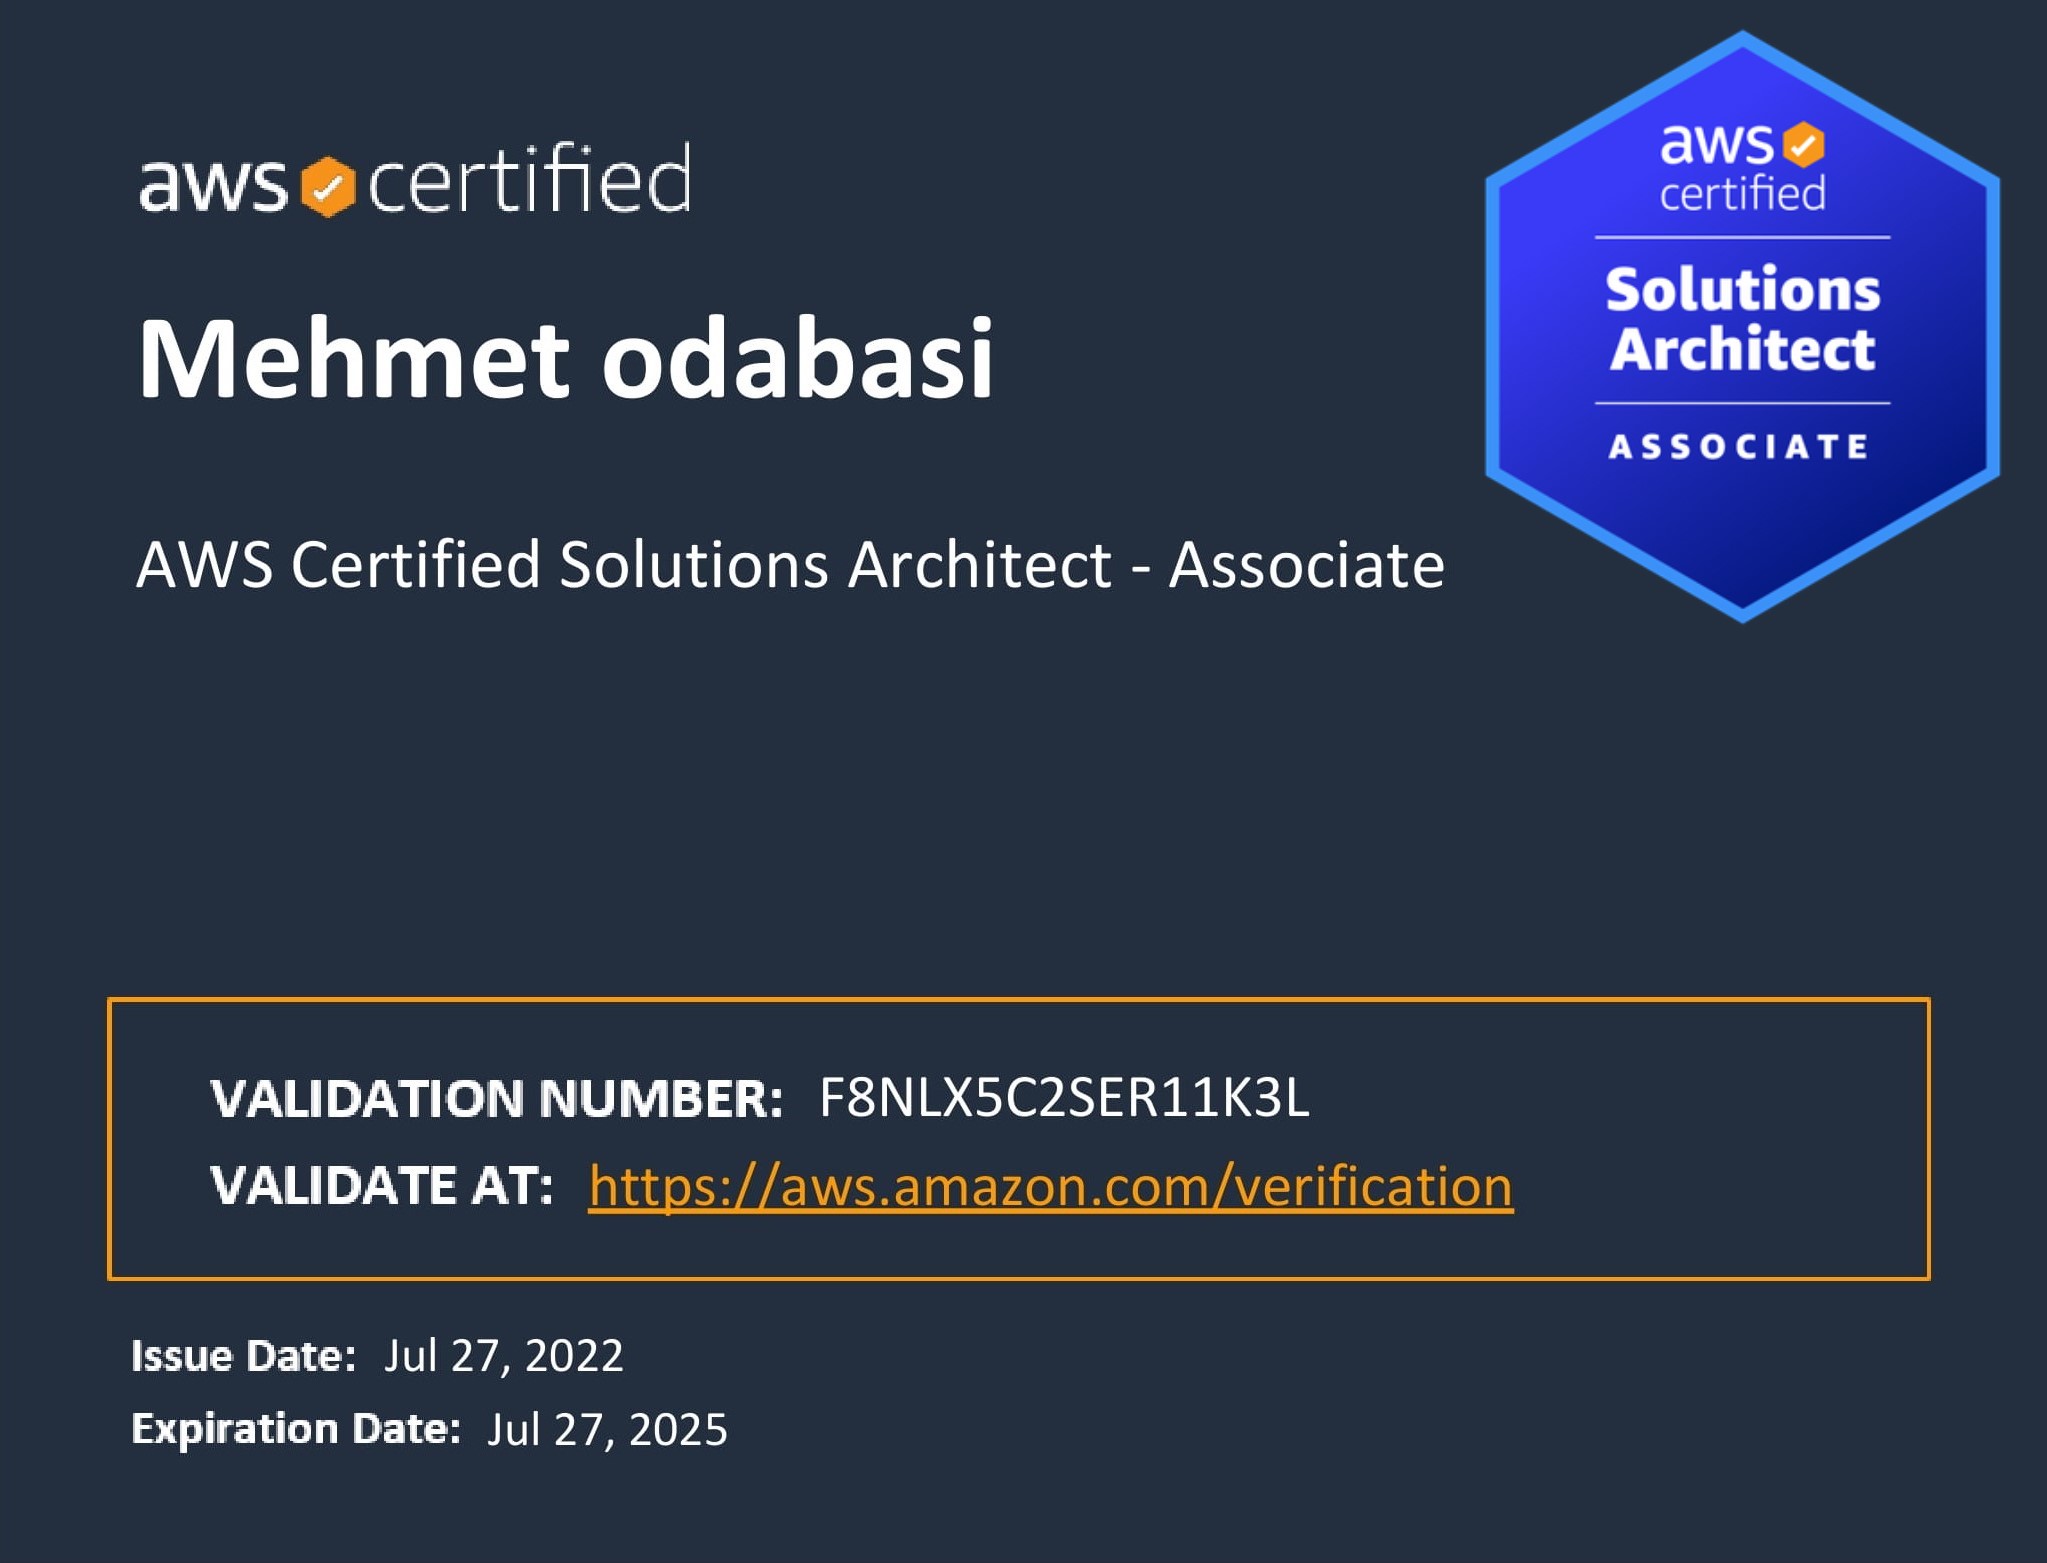 aws certified
Mehmet odabasi
AWS Certified Solutions Architect - Associate
aws
certified
Solutions
Architect
ASSOCIATE
VALIDATION NUMBER: F8NLX5C2SER11K3L
VALIDATE AT: https://aws.amazon.com/verification
Issue Date: Jul 27, 2022
Expiration Date: Jul 27, 2025